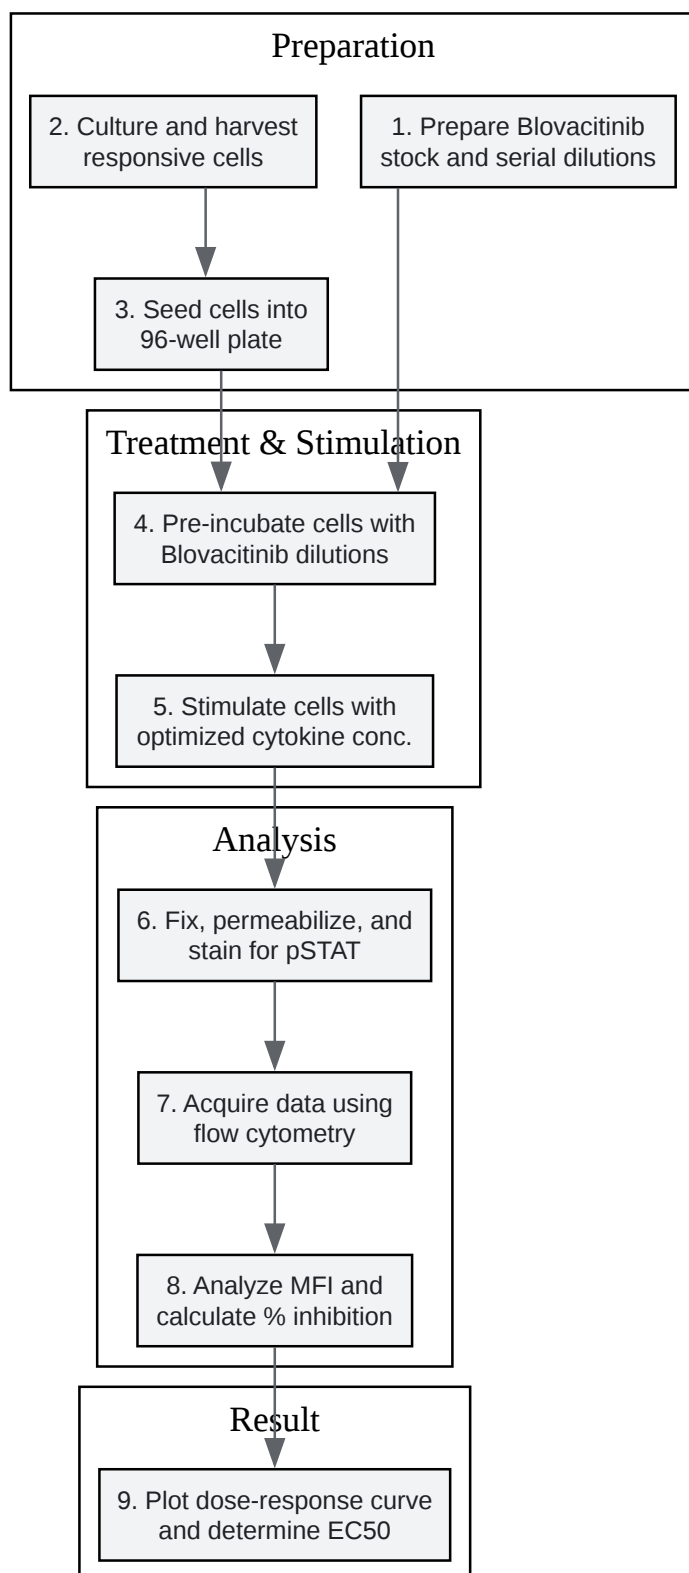 Preparation
2. Culture and harvest
responsive cells
1. Prepare Blovacitinib
stock and serial dilutions
3. Seed cells into
96-well plate
Treatment & Stimulation
4. Pre-incubate cells with
Blovacitinib dilutions
5. Stimulate cells with
optimized cytokine conc.
Analysis
6. Fix, permeabilize, and
stain for pSTAT
7. Acquire data using
flow cytometry
8. Analyze MFI and
calculate % inhibition
Result
9. Plot dose-response curve
and determine EC50